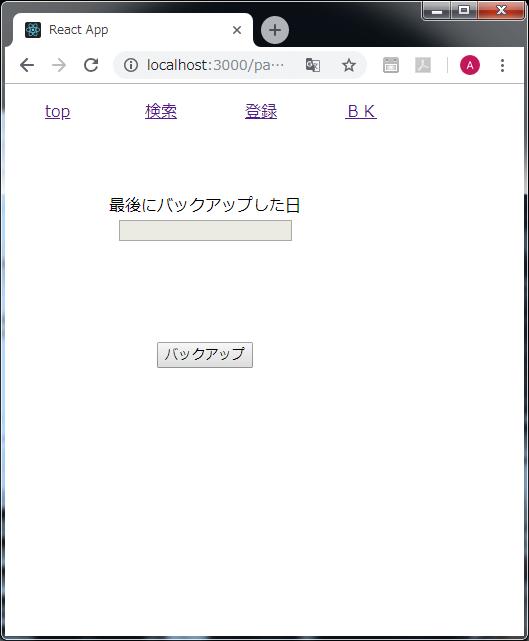 React App
localhost:3000/pa…
A
top 検索 登録 ＢＫ
最後にバックアップした日
バックアップ